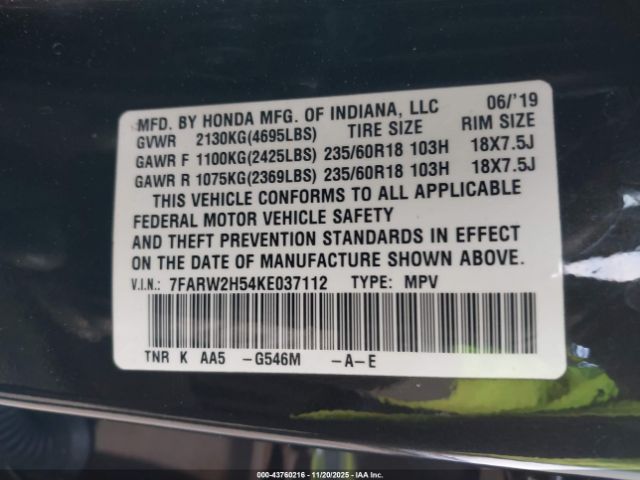 MFD. BY HONDA MFG. OF INDIANA, LLC 06/'19
GVWR 2130KG(4695LBS) TIRE SIZE RIM SIZE
GAWR F 1100KG(2425LBS) 235/60R18 103H 18X7.5J
GAWR R 1075KG(2369LBS) 235/60R18 103H 18X7.5J
THIS VEHICLE CONFORMS TO ALL APPLICABLE
FEDERAL MOTOR VEHICLE SAFETY
AND THEFT PREVENTION STANDARDS IN EFFECT
ON THE DATE OF MANUFACTURE SHOWN ABOVE.
V.I.N.: 7FARW2H54KE037112 TYPE: MPV
TNR K AA5 -G546M -A-E
000-43760216 - 11/20/2025 - IAA Inc.